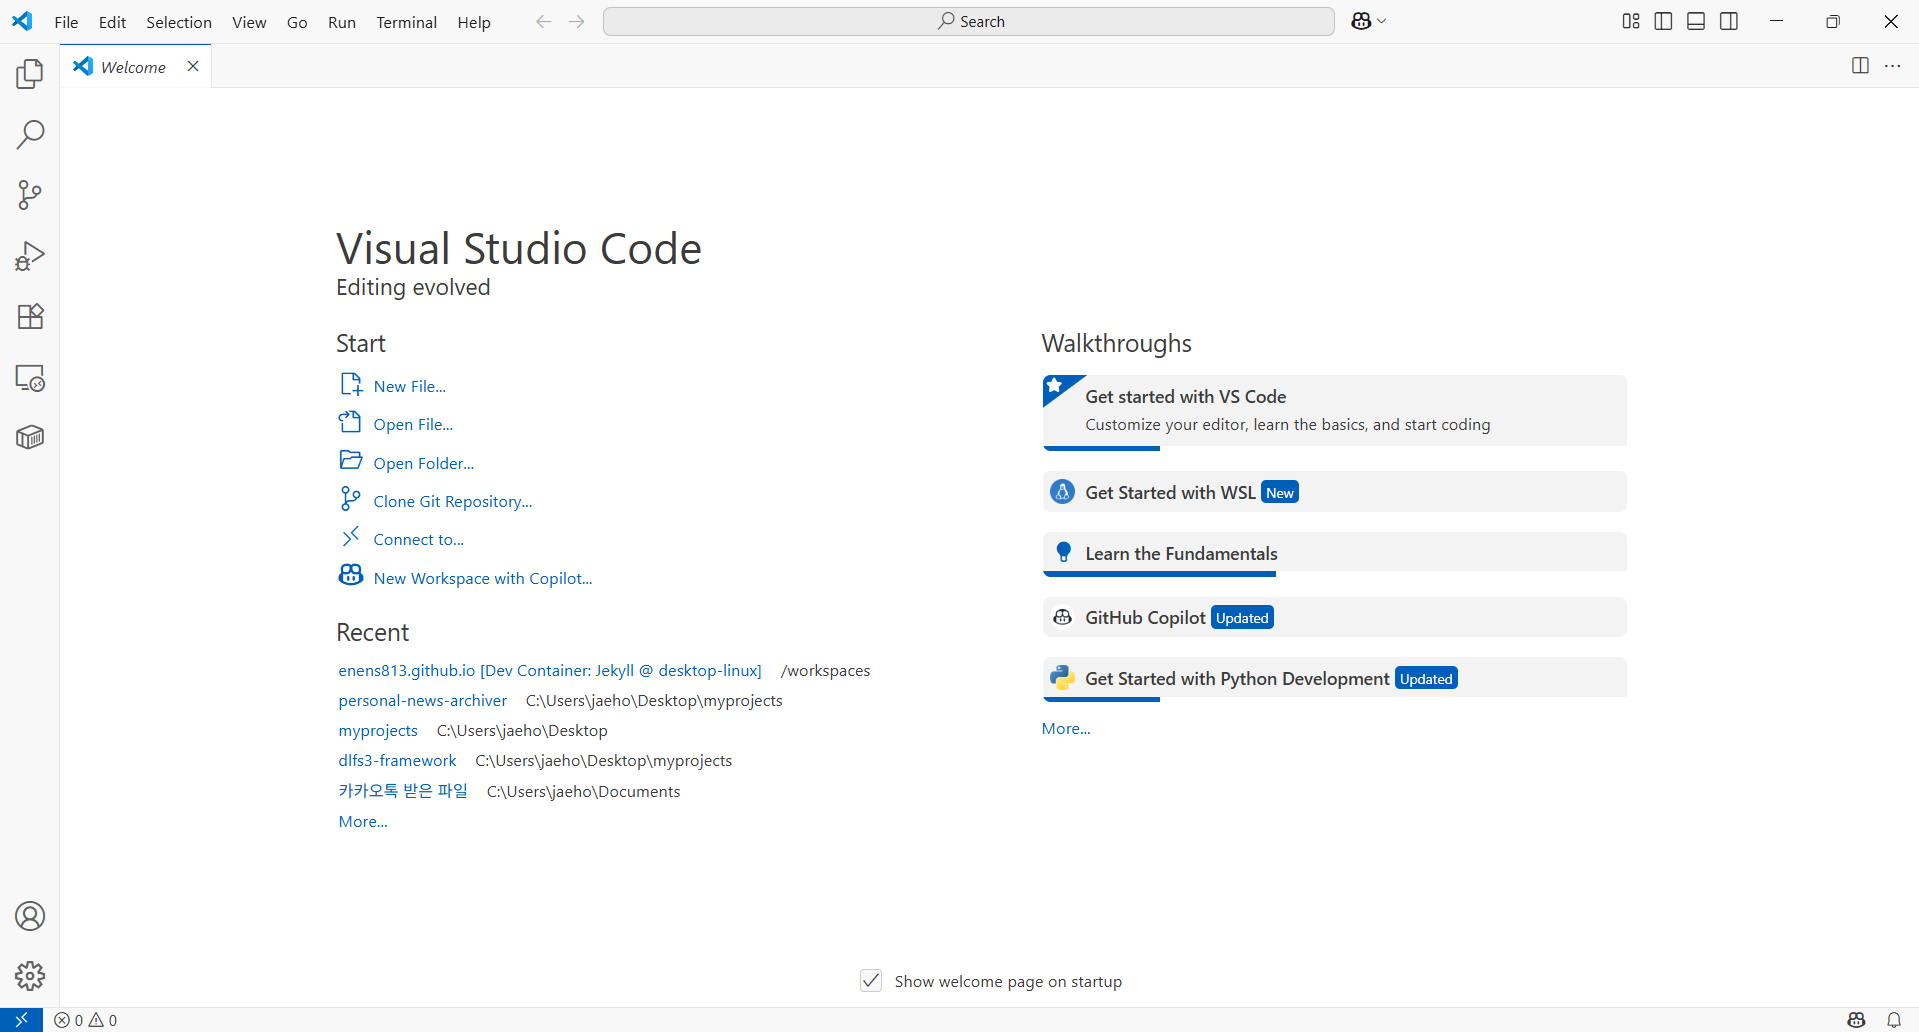 File Edit Selection View Go Run Terminal Help
Search
Welcome
Visual Studio Code
Editing evolved
Start
New File...
Open File...
Open Folder...
Clone Git Repository...
Connect to...
New Workspace with Copilot...
Recent
enens813.github.io [Dev Container: Jekyll @ desktop-linux] /workspaces
personal-news-archiver C:\Users\jaeho\Desktop\myprojects
myprojects C:\Users\jaeho\Desktop
dlfs3-framework C:\Users\jaeho\Desktop\myprojects
카카오톡 받은 파일 C:\Users\jaeho\Documents
More...
Walkthroughs
Get started with VS Code
Customize your editor, learn the basics, and start coding
Get Started with WSL New
Learn the Fundamentals
GitHub Copilot Updated
Get Started with Python Development Updated
More...
Show welcome page on startup
0 0